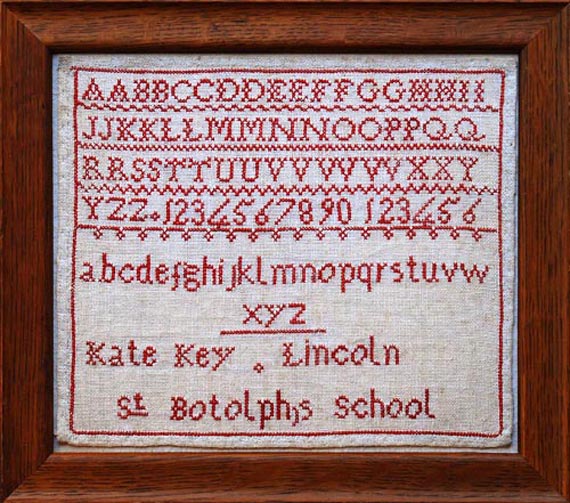 AABBCCDDEEFFGGHHII
JJKKLLMMNNOOPPQQ
RRSSTTUUVVWWXXY
YZZ.1234567890 123456
abcdefghijklmnopqrstuvw
xyz
Kate Key . Lincoln
St Botolphs School